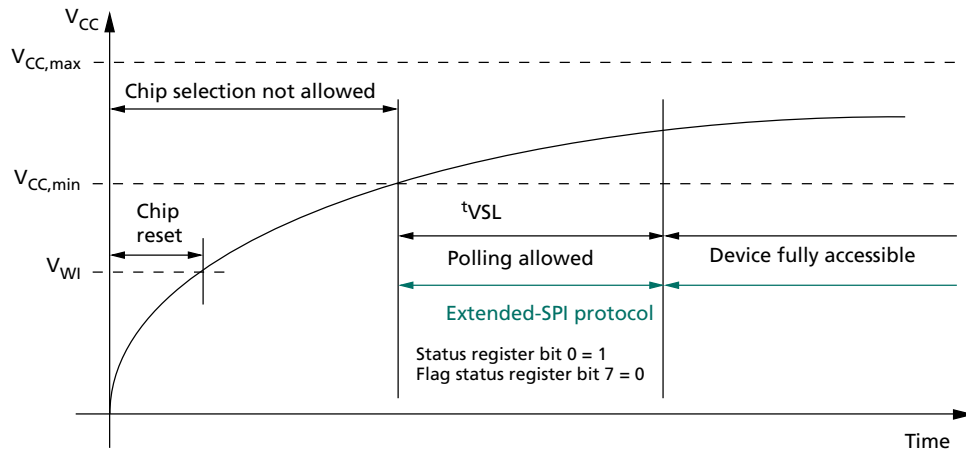 VCC
VCC,max
Chip selection not allowed
VCC,min
Chip
reset
tVSL
VWI
Polling allowed
Device fully accessible
Extended-SPI protocol
Status register bit 0 = 1
Flag status register bit 7 = 0
Time